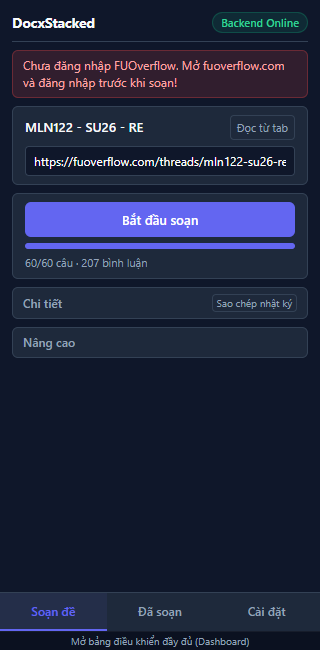 DocxStacked
Backend Online
Chưa đăng nhập FUOverflow. Mở fuoverflow.com
và đăng nhập trước khi soạn!
MLN122 - SU26 - RE
Đọc từ tab
https://fuoverflow.com/threads/mln122-su26-re
Bắt đầu soạn
60/60 câu · 207 bình luận
Chi tiết
Sao chép nhật ký
Nâng cao
Soạn đề
Đã soạn
Cài đặt
Mở bảng điều khiển đầy đủ (Dashboard)